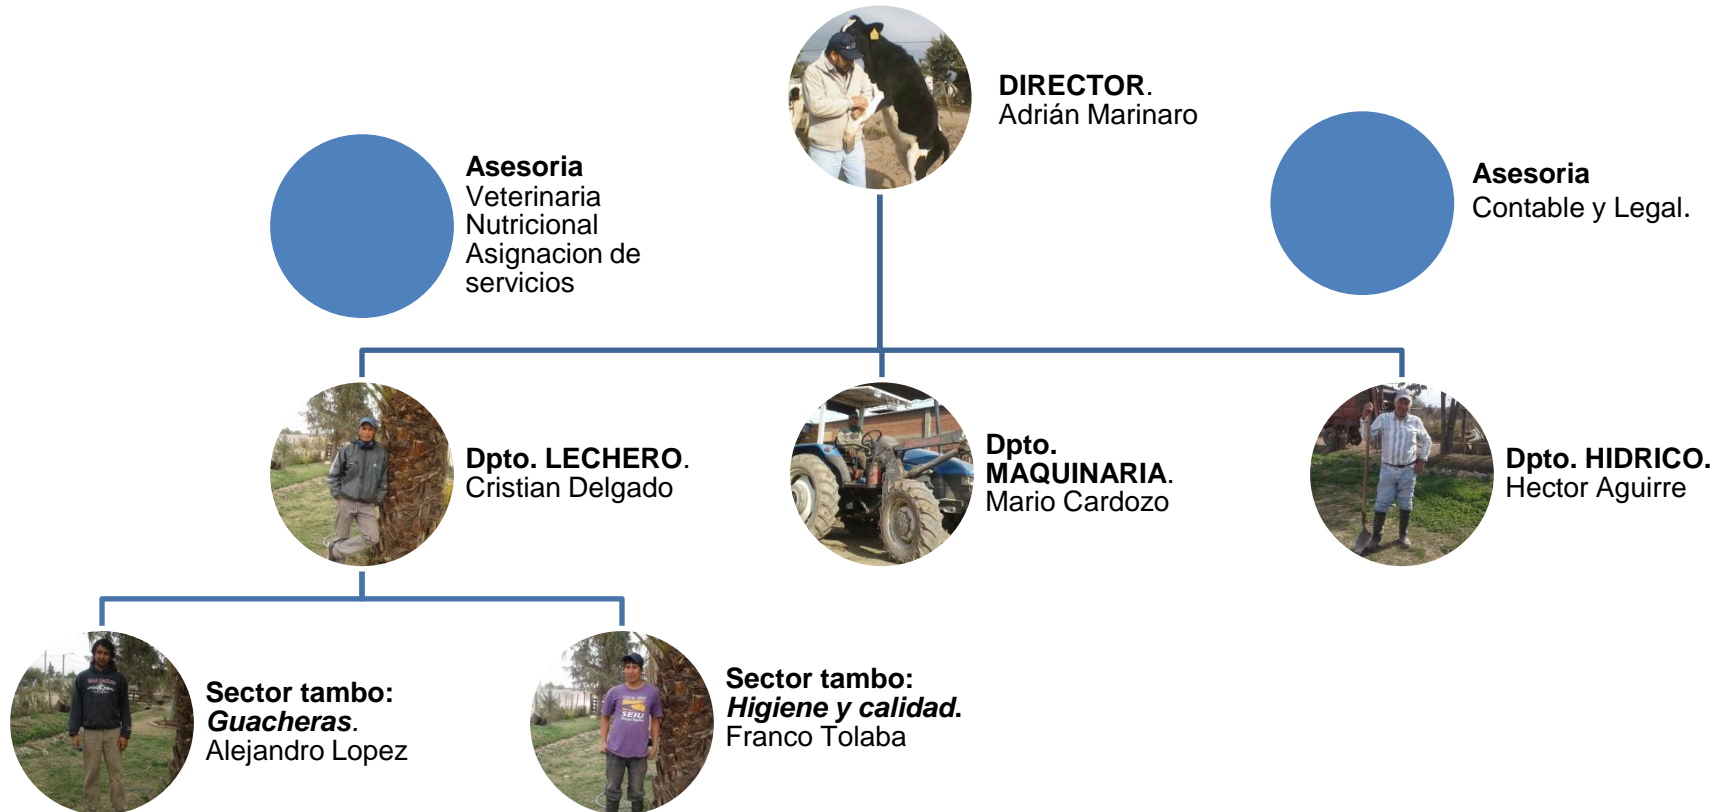 DIRECTOR.
Adrián Marinaro
Asesoria
Veterinaria
Nutricional
Asignacion de
servicios
Asesoria
Contable y Legal.
Dpto. LECHERO.
Cristian Delgado
Dpto.
MAQUINARIA.
Mario Cardozo
Dpto. HIDRICO.
Hector Aguirre
Sector tambo:
Guacheras.
Alejandro Lopez
Sector tambo:
Higiene y calidad.
Franco Tolaba
SEIU